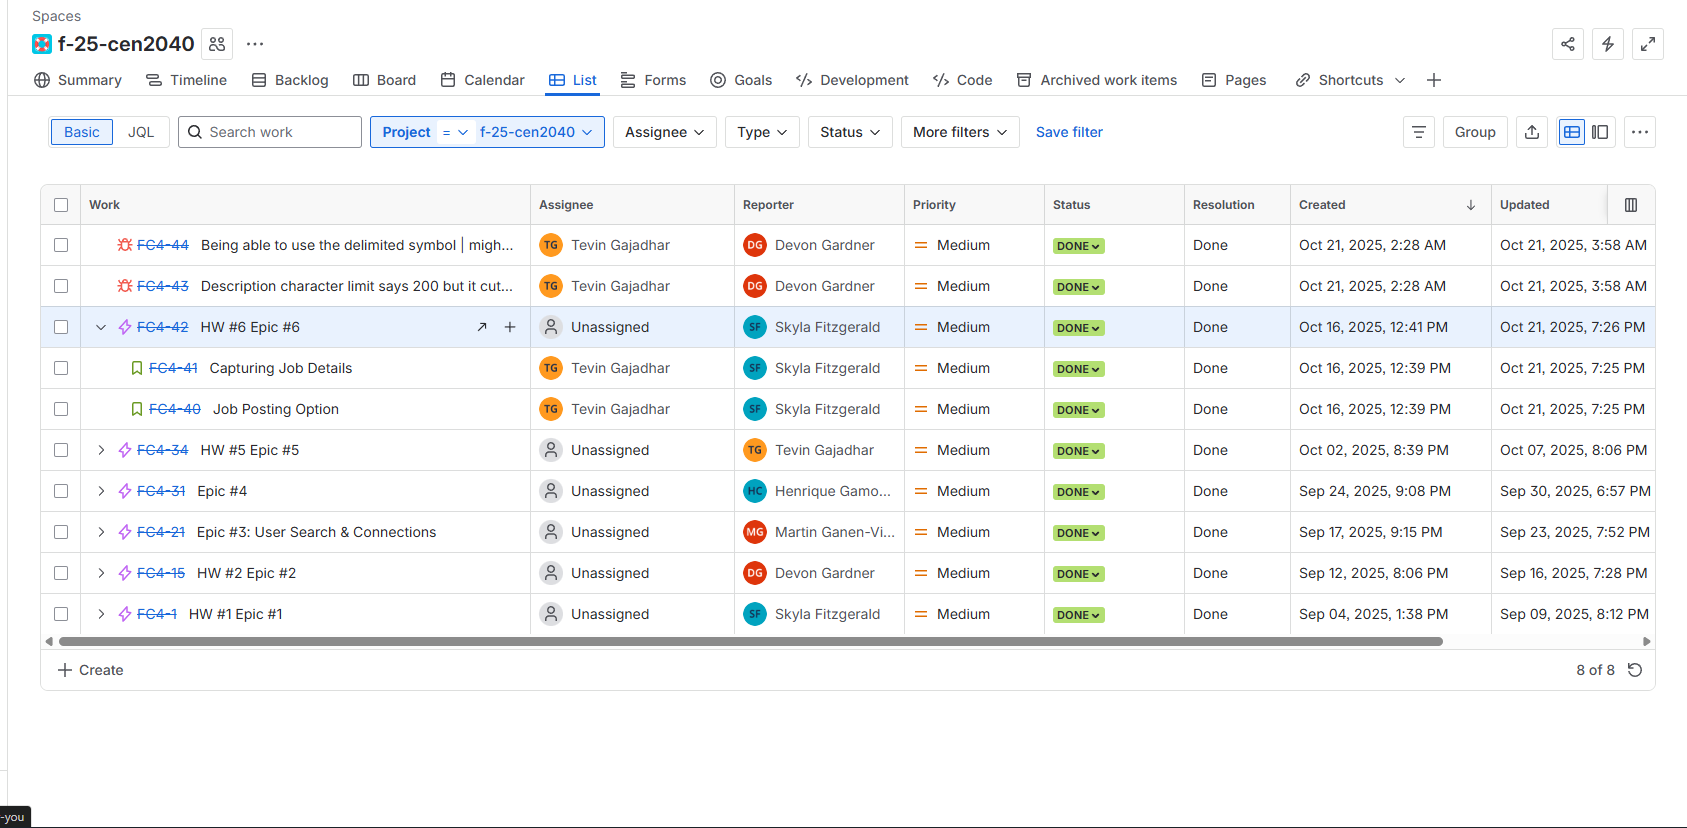 Spaces
f-25-cen2040
Summary Timeline Backlog Board Calendar List Forms Goals Development Code Archived work items Pages Shortcuts
Basic JQL Search work Project = f-25-cen2040 Assignee Type Status More filters Save filter Group
Work Assignee Reporter Priority Status Resolution Created Updated
FC4-44 Being able to use the delimited symbol | migh... TG Tevin Gajadhar DG Devon Gardner Medium DONE Done Oct 21, 2025, 2:28 AM Oct 21, 2025, 3:58 AM
FC4-43 Description character limit says 200 but it cut... TG Tevin Gajadhar DG Devon Gardner Medium DONE Done Oct 21, 2025, 2:28 AM Oct 21, 2025, 3:58 AM
FC4-42 HW #6 Epic #6 Unassigned SF Skyla Fitzgerald Medium DONE Done Oct 16, 2025, 12:41 PM Oct 21, 2025, 7:26 PM
FC4-41 Capturing Job Details TG Tevin Gajadhar SF Skyla Fitzgerald Medium DONE Done Oct 16, 2025, 12:39 PM Oct 21, 2025, 7:25 PM
FC4-40 Job Posting Option TG Tevin Gajadhar SF Skyla Fitzgerald Medium DONE Done Oct 16, 2025, 12:39 PM Oct 21, 2025, 7:25 PM
FC4-34 HW #5 Epic #5 Unassigned TG Tevin Gajadhar Medium DONE Done Oct 02, 2025, 8:39 PM Oct 07, 2025, 8:06 PM
FC4-31 Epic #4 Unassigned HC Henrique Gamo... Medium DONE Done Sep 24, 2025, 9:08 PM Sep 30, 2025, 6:57 PM
FC4-21 Epic #3: User Search & Connections Unassigned MG Martin Ganen-Vi... Medium DONE Done Sep 17, 2025, 9:15 PM Sep 23, 2025, 7:52 PM
FC4-15 HW #2 Epic #2 Unassigned DG Devon Gardner Medium DONE Done Sep 12, 2025, 8:06 PM Sep 16, 2025, 7:28 PM
FC4-1 HW #1 Epic #1 Unassigned SF Skyla Fitzgerald Medium DONE Done Sep 04, 2025, 1:38 PM Sep 09, 2025, 8:12 PM
Create 8 of 8
-you